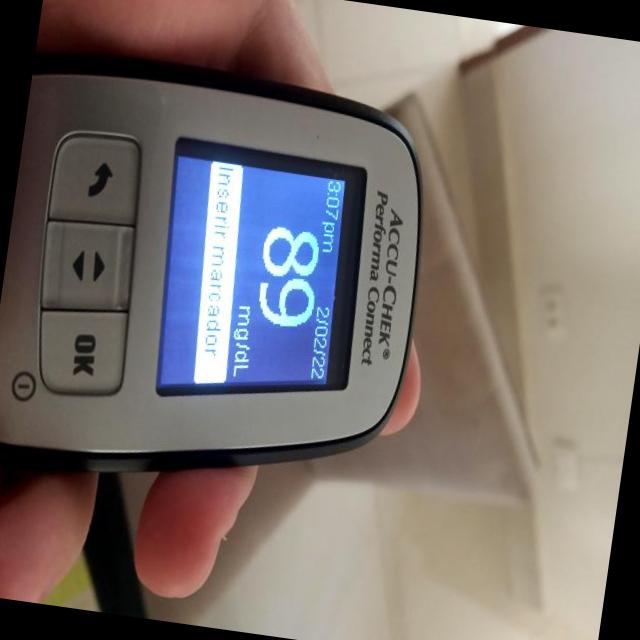 ACCU-CHEK®
Performa Connect
3:07pm 2/02/22
89
mg/dL
Inserir marcador
OK